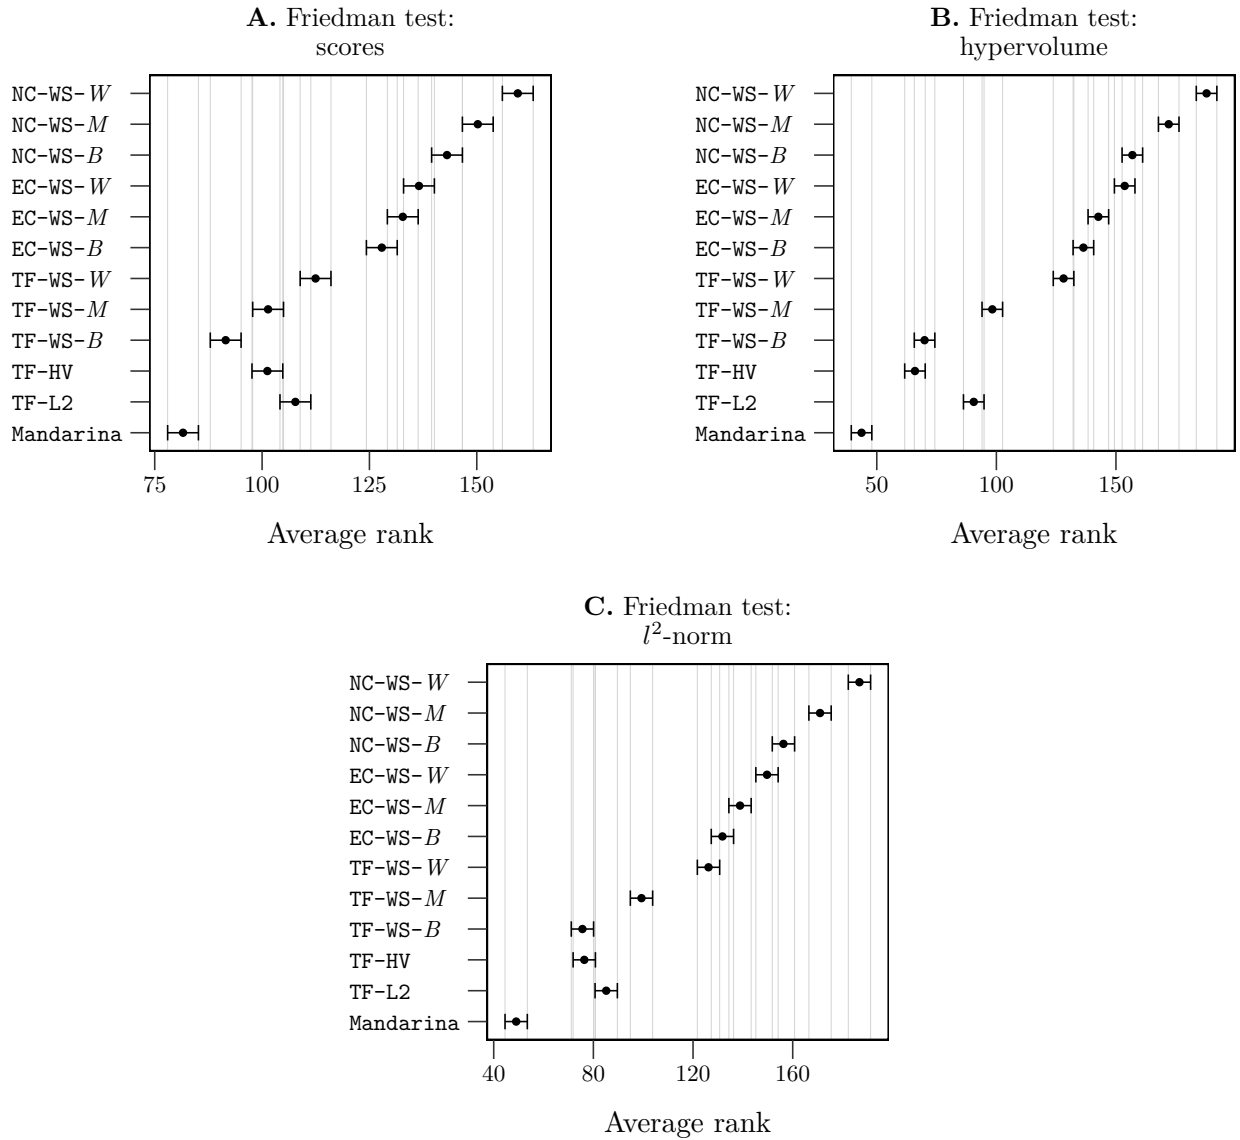 A. Friedman test:
scores
NC-WS-W
NC-WS-M
NC-WS-B
EC-WS-W
EC-WS-M
EC-WS-B
TF-WS-W
TF-WS-M
TF-WS-B
TF-HV
TF-L2
Mandarina
75 100 125 150
Average rank
B. Friedman test:
hypervolume
NC-WS-W
NC-WS-M
NC-WS-B
EC-WS-W
EC-WS-M
EC-WS-B
TF-WS-W
TF-WS-M
TF-WS-B
TF-HV
TF-L2
Mandarina
50 100 150
Average rank
C. Friedman test:
l²-norm
NC-WS-W
NC-WS-M
NC-WS-B
EC-WS-W
EC-WS-M
EC-WS-B
TF-WS-W
TF-WS-M
TF-WS-B
TF-HV
TF-L2
Mandarina
40 80 120 160
Average rank